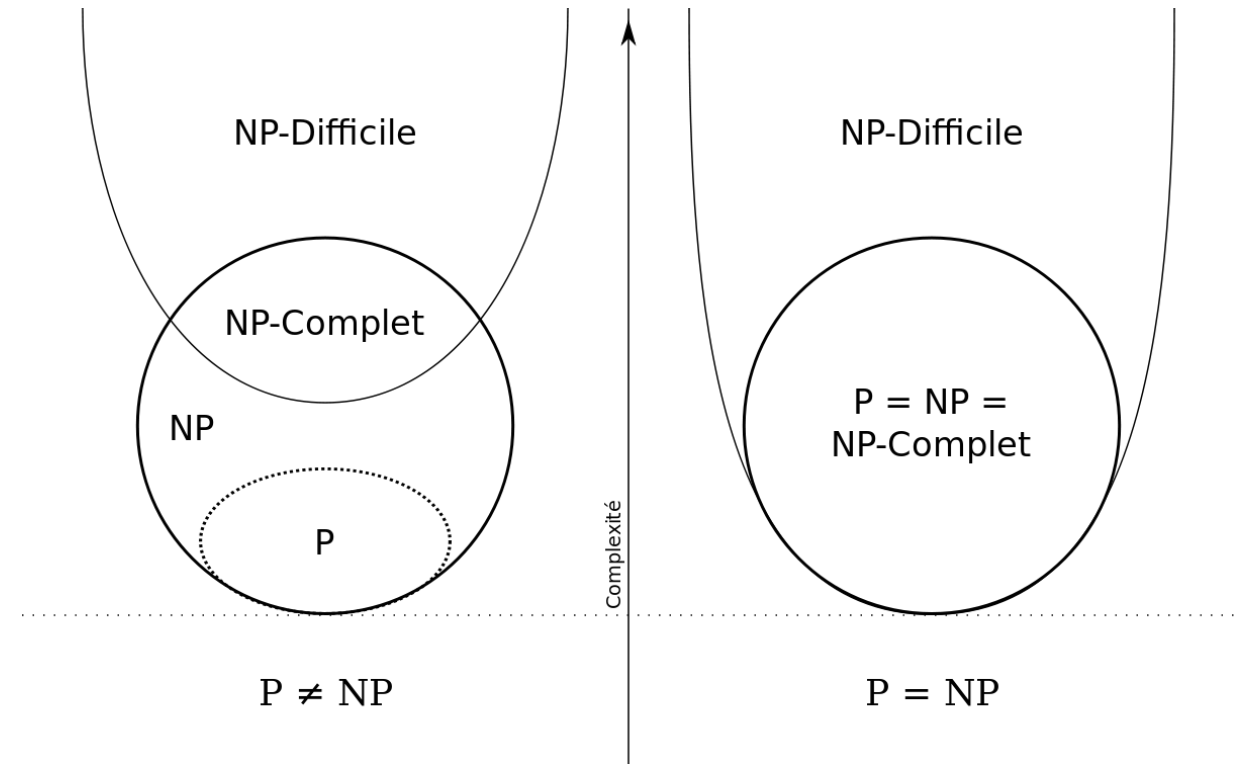 NP-Difficile
NP-Complet
NP
P
P ≠ NP
Complexité
NP-Difficile
P = NP =
NP-Complet
P = NP